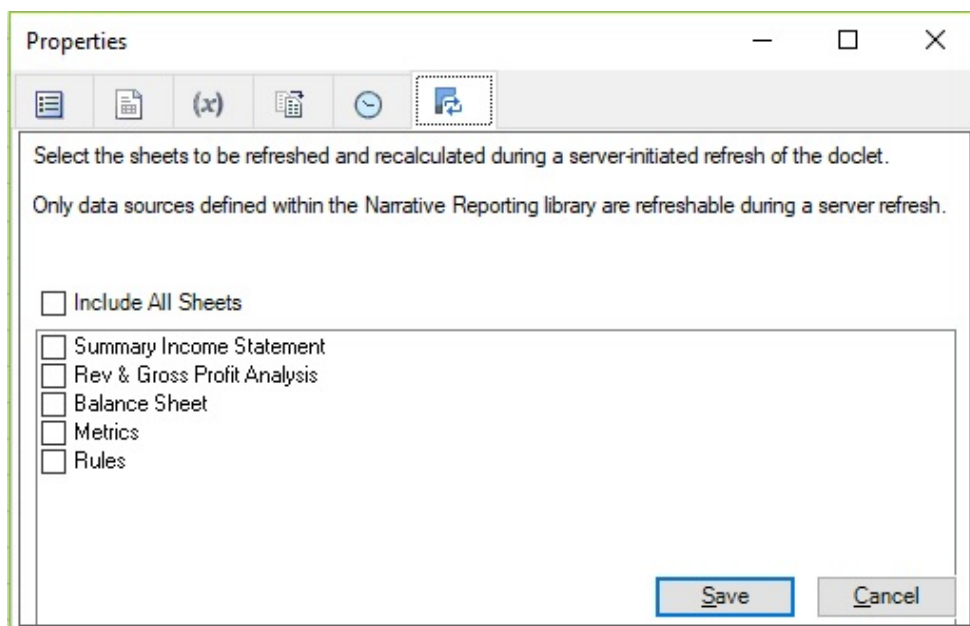 Properties
(x)
Select the sheets to be refreshed and recalculated during a server-initiated refresh of the doclet.
Only data sources defined within the Narrative Reporting library are refreshable during a server refresh.
Include All Sheets
Summary Income Statement
Rev & Gross Profit Analysis
Balance Sheet
Metrics
Rules
Save Cancel